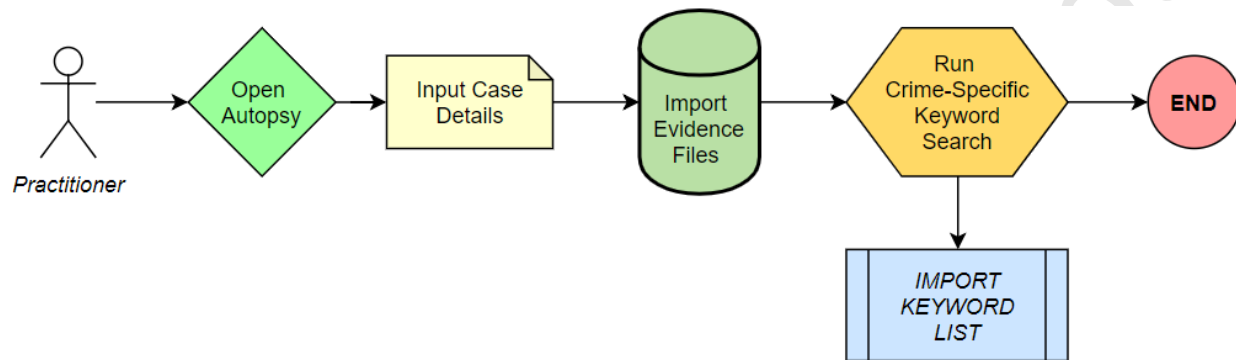 Practitioner
Open
Autopsy
Input Case
Details
Import
Evidence
Files
Run
Crime-Specific
Keyword
Search
END
IMPORT
KEYWORD
LIST